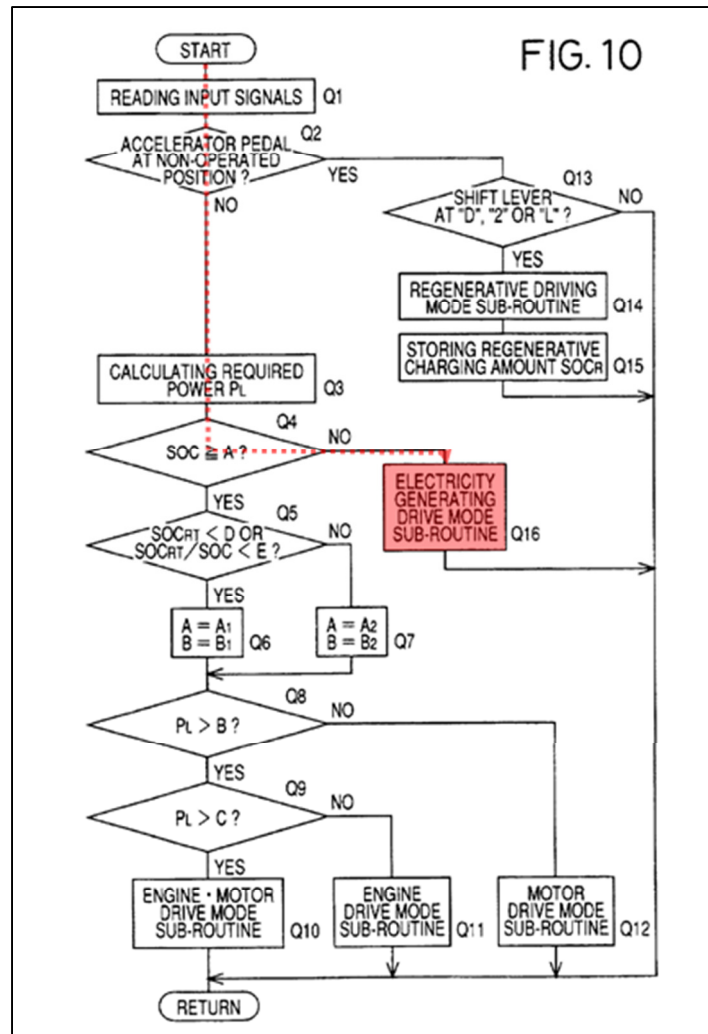 FIG. 10
START
READING INPUT SIGNALS Q1
Q2
ACCELERATOR PEDAL
AT NON-OPERATED
POSITION ?
YES
NO
Q13
SHIFT LEVER
AT "D", "2" OR "L" ?
NO
YES
REGENERATIVE DRIVING
MODE SUB-ROUTINE
Q14
STORING REGENERATIVE
CHARGING AMOUNT SOCR
Q15
CALCULATING REQUIRED
POWER PL
Q3
Q4
SOC ≧ A ?
NO
YES
ELECTRICITY
GENERATING
DRIVE MODE
SUB-ROUTINE
Q16
Q5
SOCRT < D OR
SOCRT/SOC < E ?
NO
YES
A = A1
B = B1
Q6
A = A2
B = B2
Q7
Q8
PL > B ?
NO
YES
Q9
PL > C ?
NO
YES
ENGINE・MOTOR
DRIVE MODE
SUB-ROUTINE
Q10
ENGINE
DRIVE MODE
SUB-ROUTINE
Q11
MOTOR
DRIVE MODE
SUB-ROUTINE
Q12
RETURN